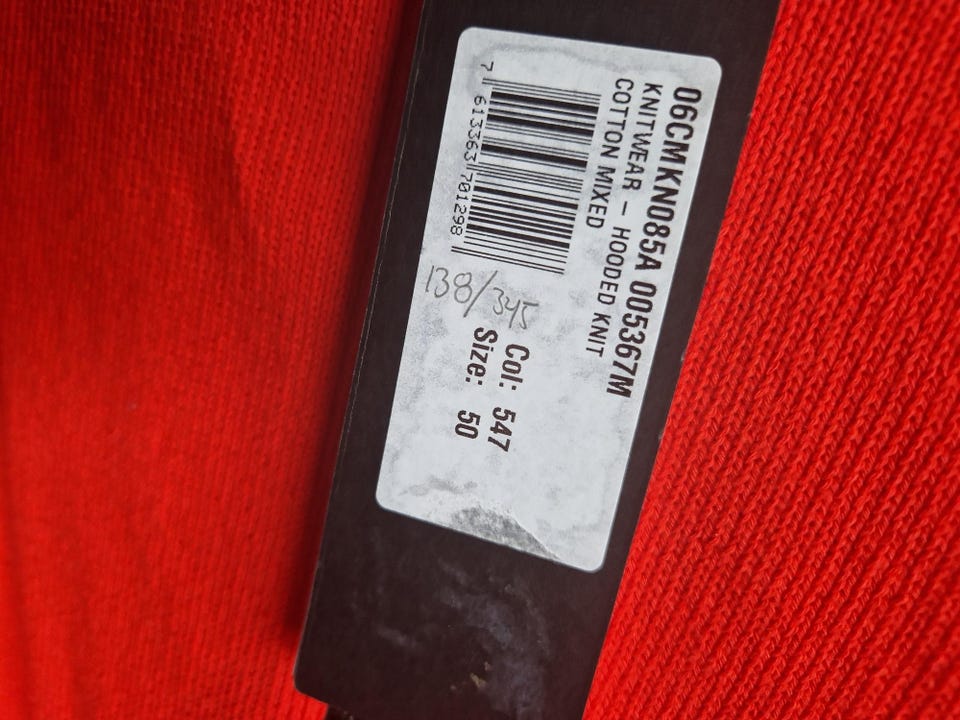 06CMKN085A 005367M
KNITWEAR – HOODED KNIT
COTTON MIXED
7 613363 701298
138/345
Col: 547
Size: 50